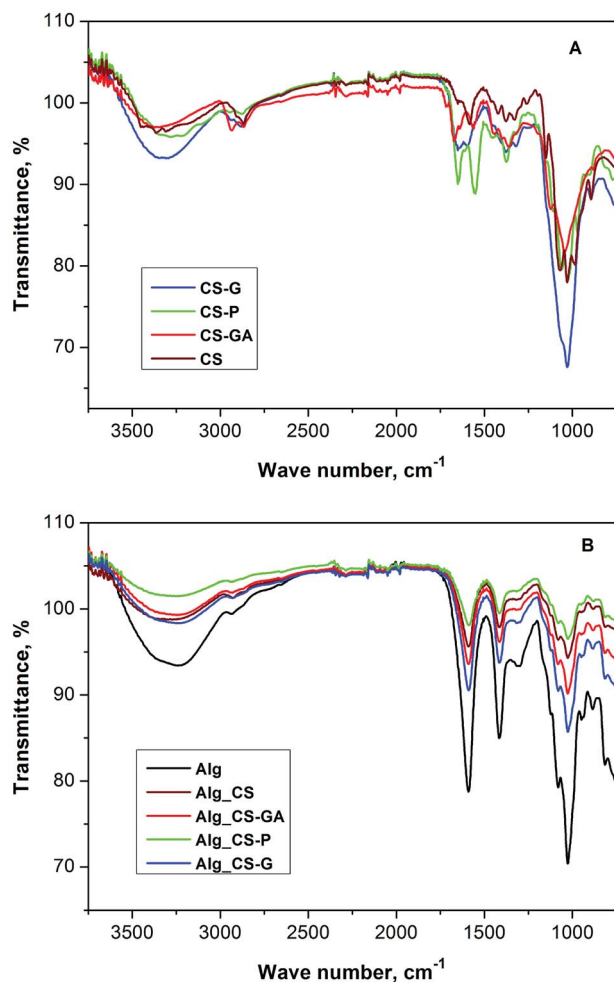 A
110
105
100
90
80
70
Transmittance, %
CS-G
CS-P
CS-GA
CS
3500 3000 2500 2000 1500 1000
Wave number, cm-1
B
110
100
90
80
70
Transmittance, %
Alg
Alg_CS
Alg_CS-GA
Alg_CS-P
Alg_CS-G
3500 3000 2500 2000 1500 1000
Wave number, cm-1